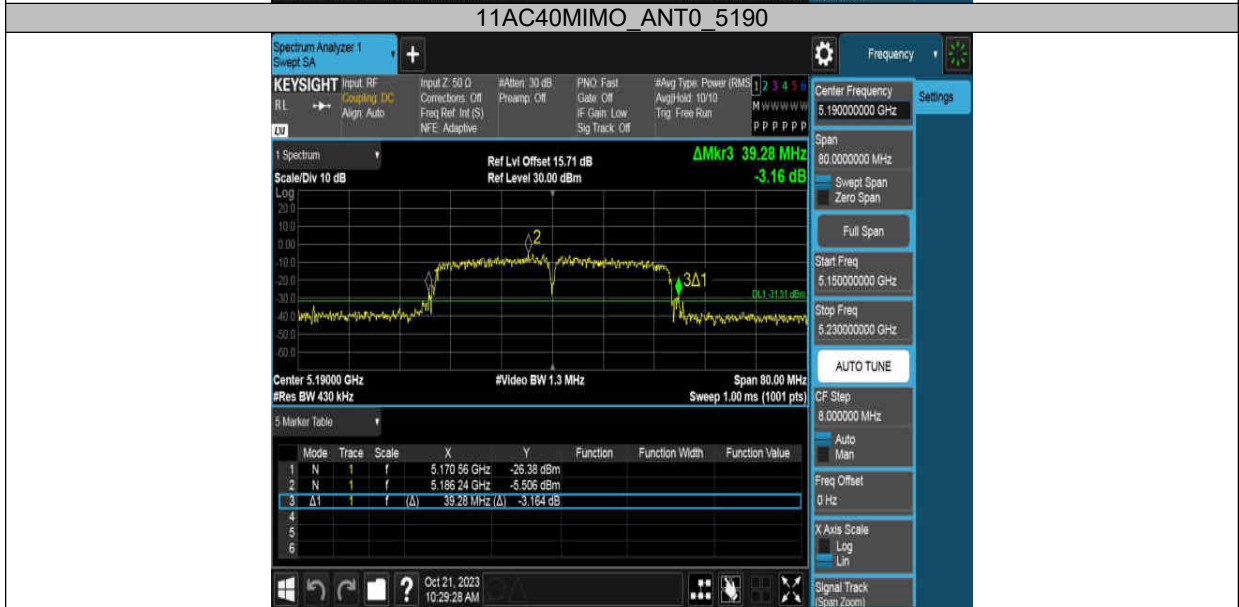 11AC40MIMO_ANT0_5190
Spectrum Analyzer 1
Swept SA
+
Frequency
KEYSIGHT
RL
LXI
Input: RF
Coupling: DC
Align: Auto
Input Z: 50 Ω
Corrections: Off
Freq Ref: Int (S)
NFE: Adaptive
#Atten: 30 dB
Preamp: Off
PNO: Fast
Gate: Off
IF Gain: Low
Sig Track: Off
#Avg Type: Power (RMS
Avg|Hold: 10/10
Trig: Free Run
1 2 3 4 5 6
M W W W W W
P P P P P P
Center Frequency
5.190000000 GHz
Settings
Span
80.0000000 MHz
Swept Span
Zero Span
Full Span
Start Freq
5.150000000 GHz
Stop Freq
5.230000000 GHz
AUTO TUNE
CF Step
8.000000 MHz
Auto
Man
Freq Offset
0 Hz
X Axis Scale
Log
Lin
Signal Track
(Span Zoom)
1 Spectrum
Scale/Div 10 dB
Ref Lvl Offset 15.71 dB
Ref Level 30.00 dBm
ΔMkr3 39.28 MHz
-3.16 dB
Log
20.0
10.0
0.00
-10.0
-20.0
-30.0
-40.0
-50.0
-60.0
2
3Δ1
DL1 -31.51 dBm
Center 5.19000 GHz
#Res BW 430 kHz
#Video BW 1.3 MHz
Span 80.00 MHz
Sweep 1.00 ms (1001 pts)
5 Marker Table
Mode Trace Scale X Y Function Function Width Function Value
1 N 1 f 5.170 56 GHz -26.38 dBm
2 N 1 f 5.186 24 GHz -5.506 dBm
3 Δ1 1 f (Δ) 39.28 MHz (Δ) -3.164 dB
4
5
6
?
Oct 21, 2023
10:29:28 AM